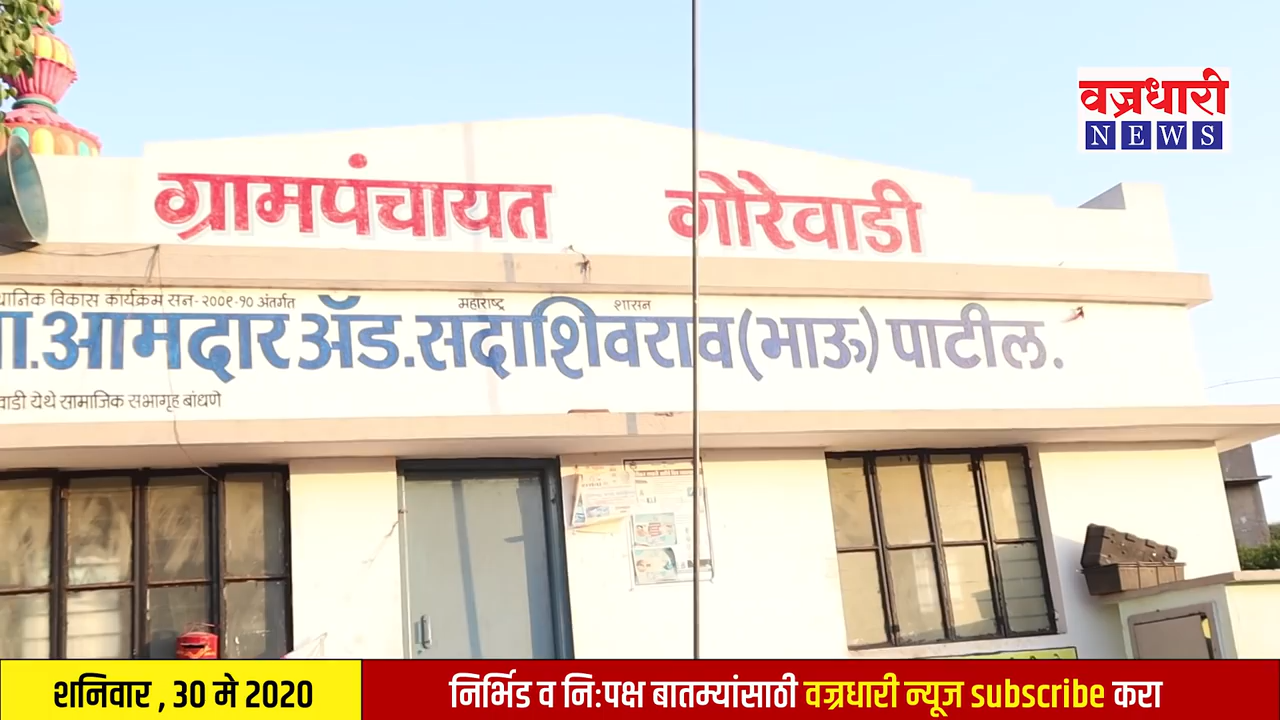 वज्रधारी
NEWS
ग्रामपंचायत गोरेवाडी
स्थानिक विकास कार्यक्रम सन-२००९-१० अंतर्गत महाराष्ट्र शासन
आमदार ॲड.सदाशिवराव(भाऊ) पाटील.
येथे सामाजिक सभागृह बांधणे
शनिवार , 30 मे 2020
निर्भिड व नि:पक्ष बातम्यांसाठी वज्रधारी न्यूज subscribe करा